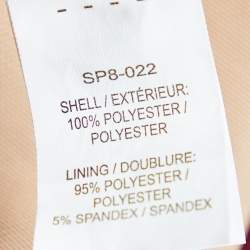 SP8-022
SHELL / EXTÉRIEUR:
100% POLYESTER /
POLYESTER
LINING / DOUBLURE:
95% POLYESTER /
POLYESTER
5% SPANDEX / SPANDEX